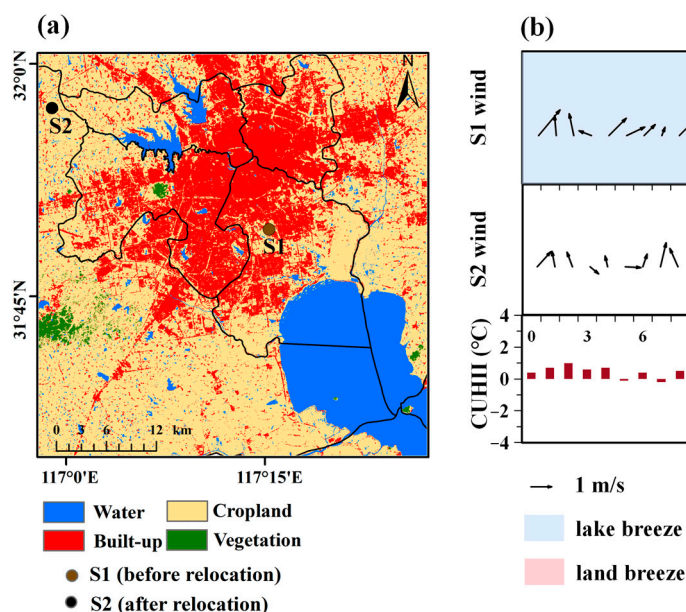 (a)
(b)
N
32°0'N
31°45'N
S2
S1
0 3 6 12 km
117°0'E 117°15'E
Water Cropland
Built-up Vegetation
S1 (before relocation)
S2 (after relocation)
S1 wind
S2 wind
CUHII (°C)
4
2
0
−2
−4
0 3 6
1 m/s
lake breeze
land breeze